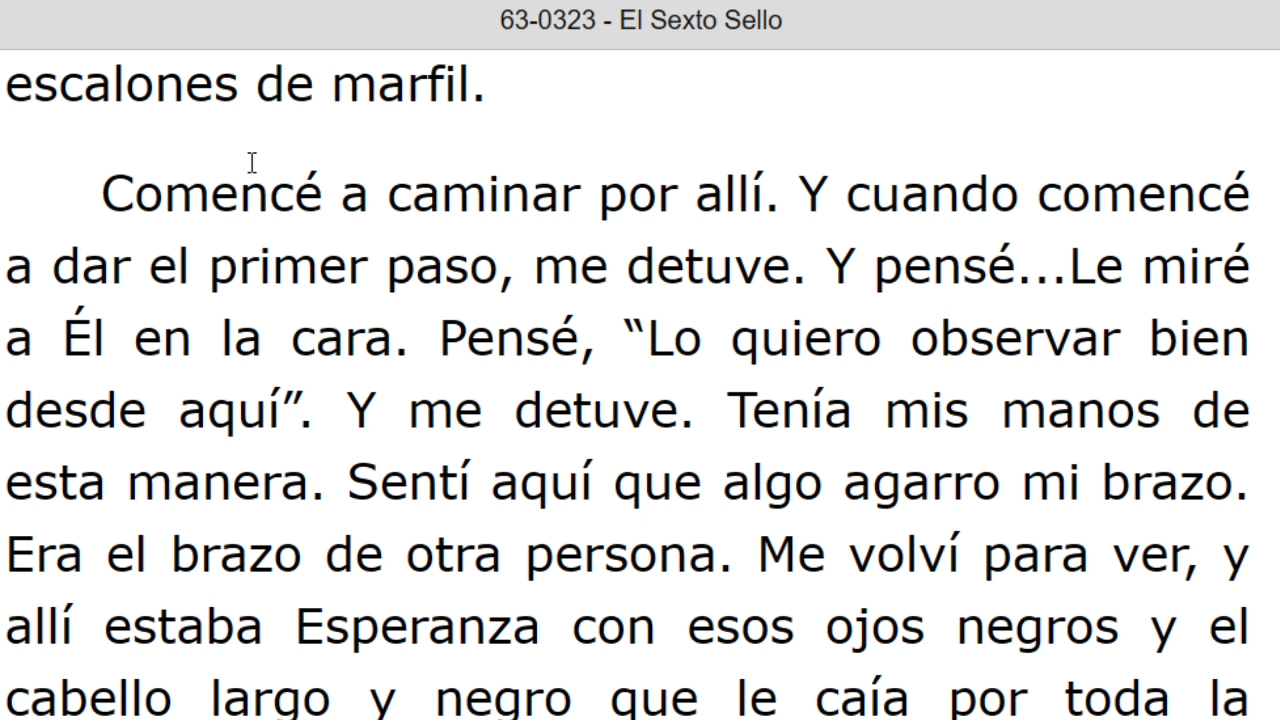 63-0323 - El Sexto Sello
escalones de marfil.
Comencé a caminar por allí. Y cuando comencé
a dar el primer paso, me detuve. Y pensé...Le miré
a Él en la cara. Pensé, “Lo quiero observar bien
desde aquí”. Y me detuve. Tenía mis manos de
esta manera. Sentí aquí que algo agarro mi brazo.
Era el brazo de otra persona. Me volví para ver, y
allí estaba Esperanza con esos ojos negros y el
cabello largo y negro que le caía por toda la